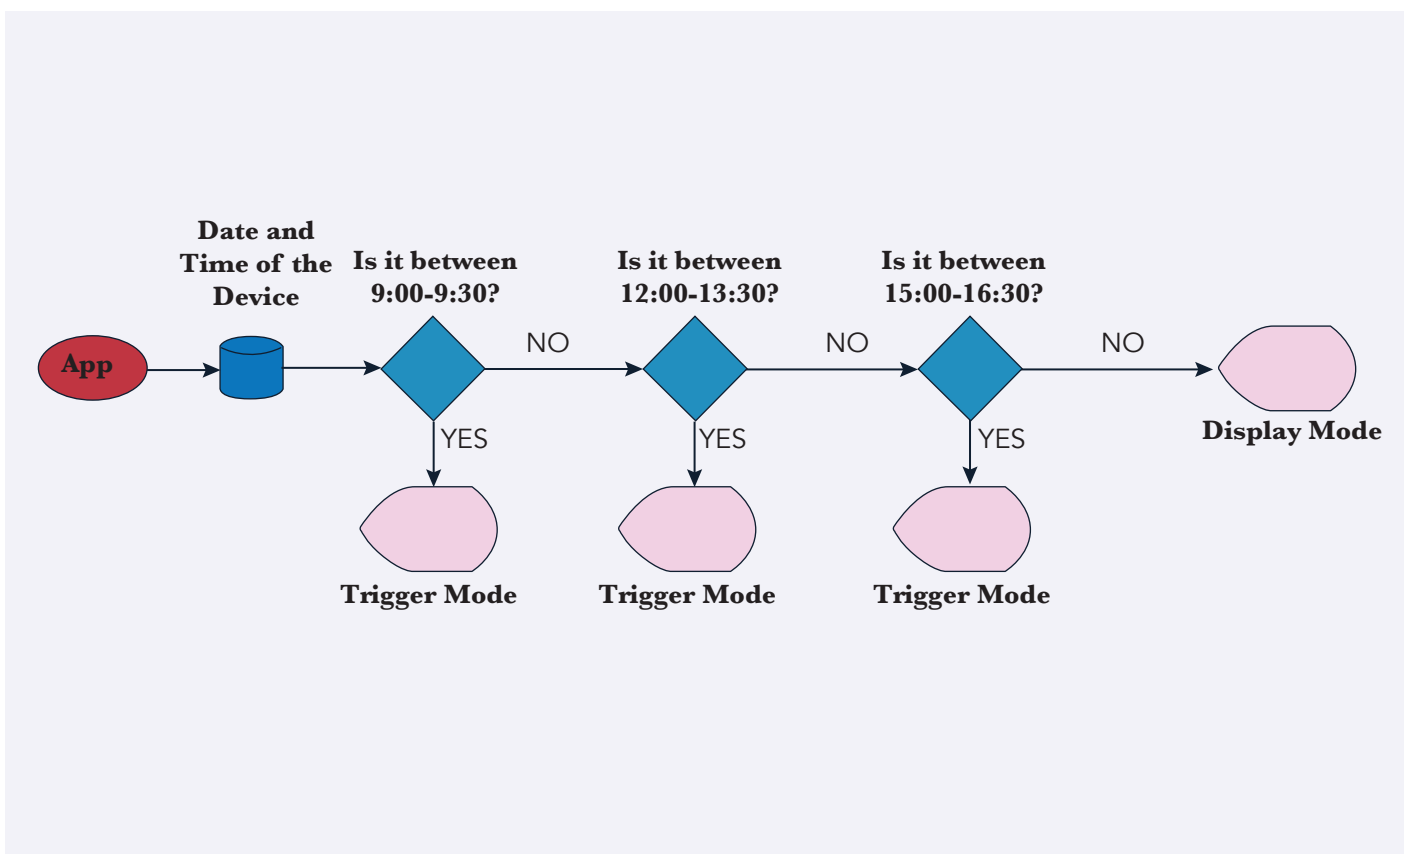 App
Date and
Time of the
Device
Is it between
9:00-9:30?
YES
Trigger Mode
NO
Is it between
12:00-13:30?
YES
Trigger Mode
NO
Is it between
15:00-16:30?
YES
Trigger Mode
NO
Display Mode